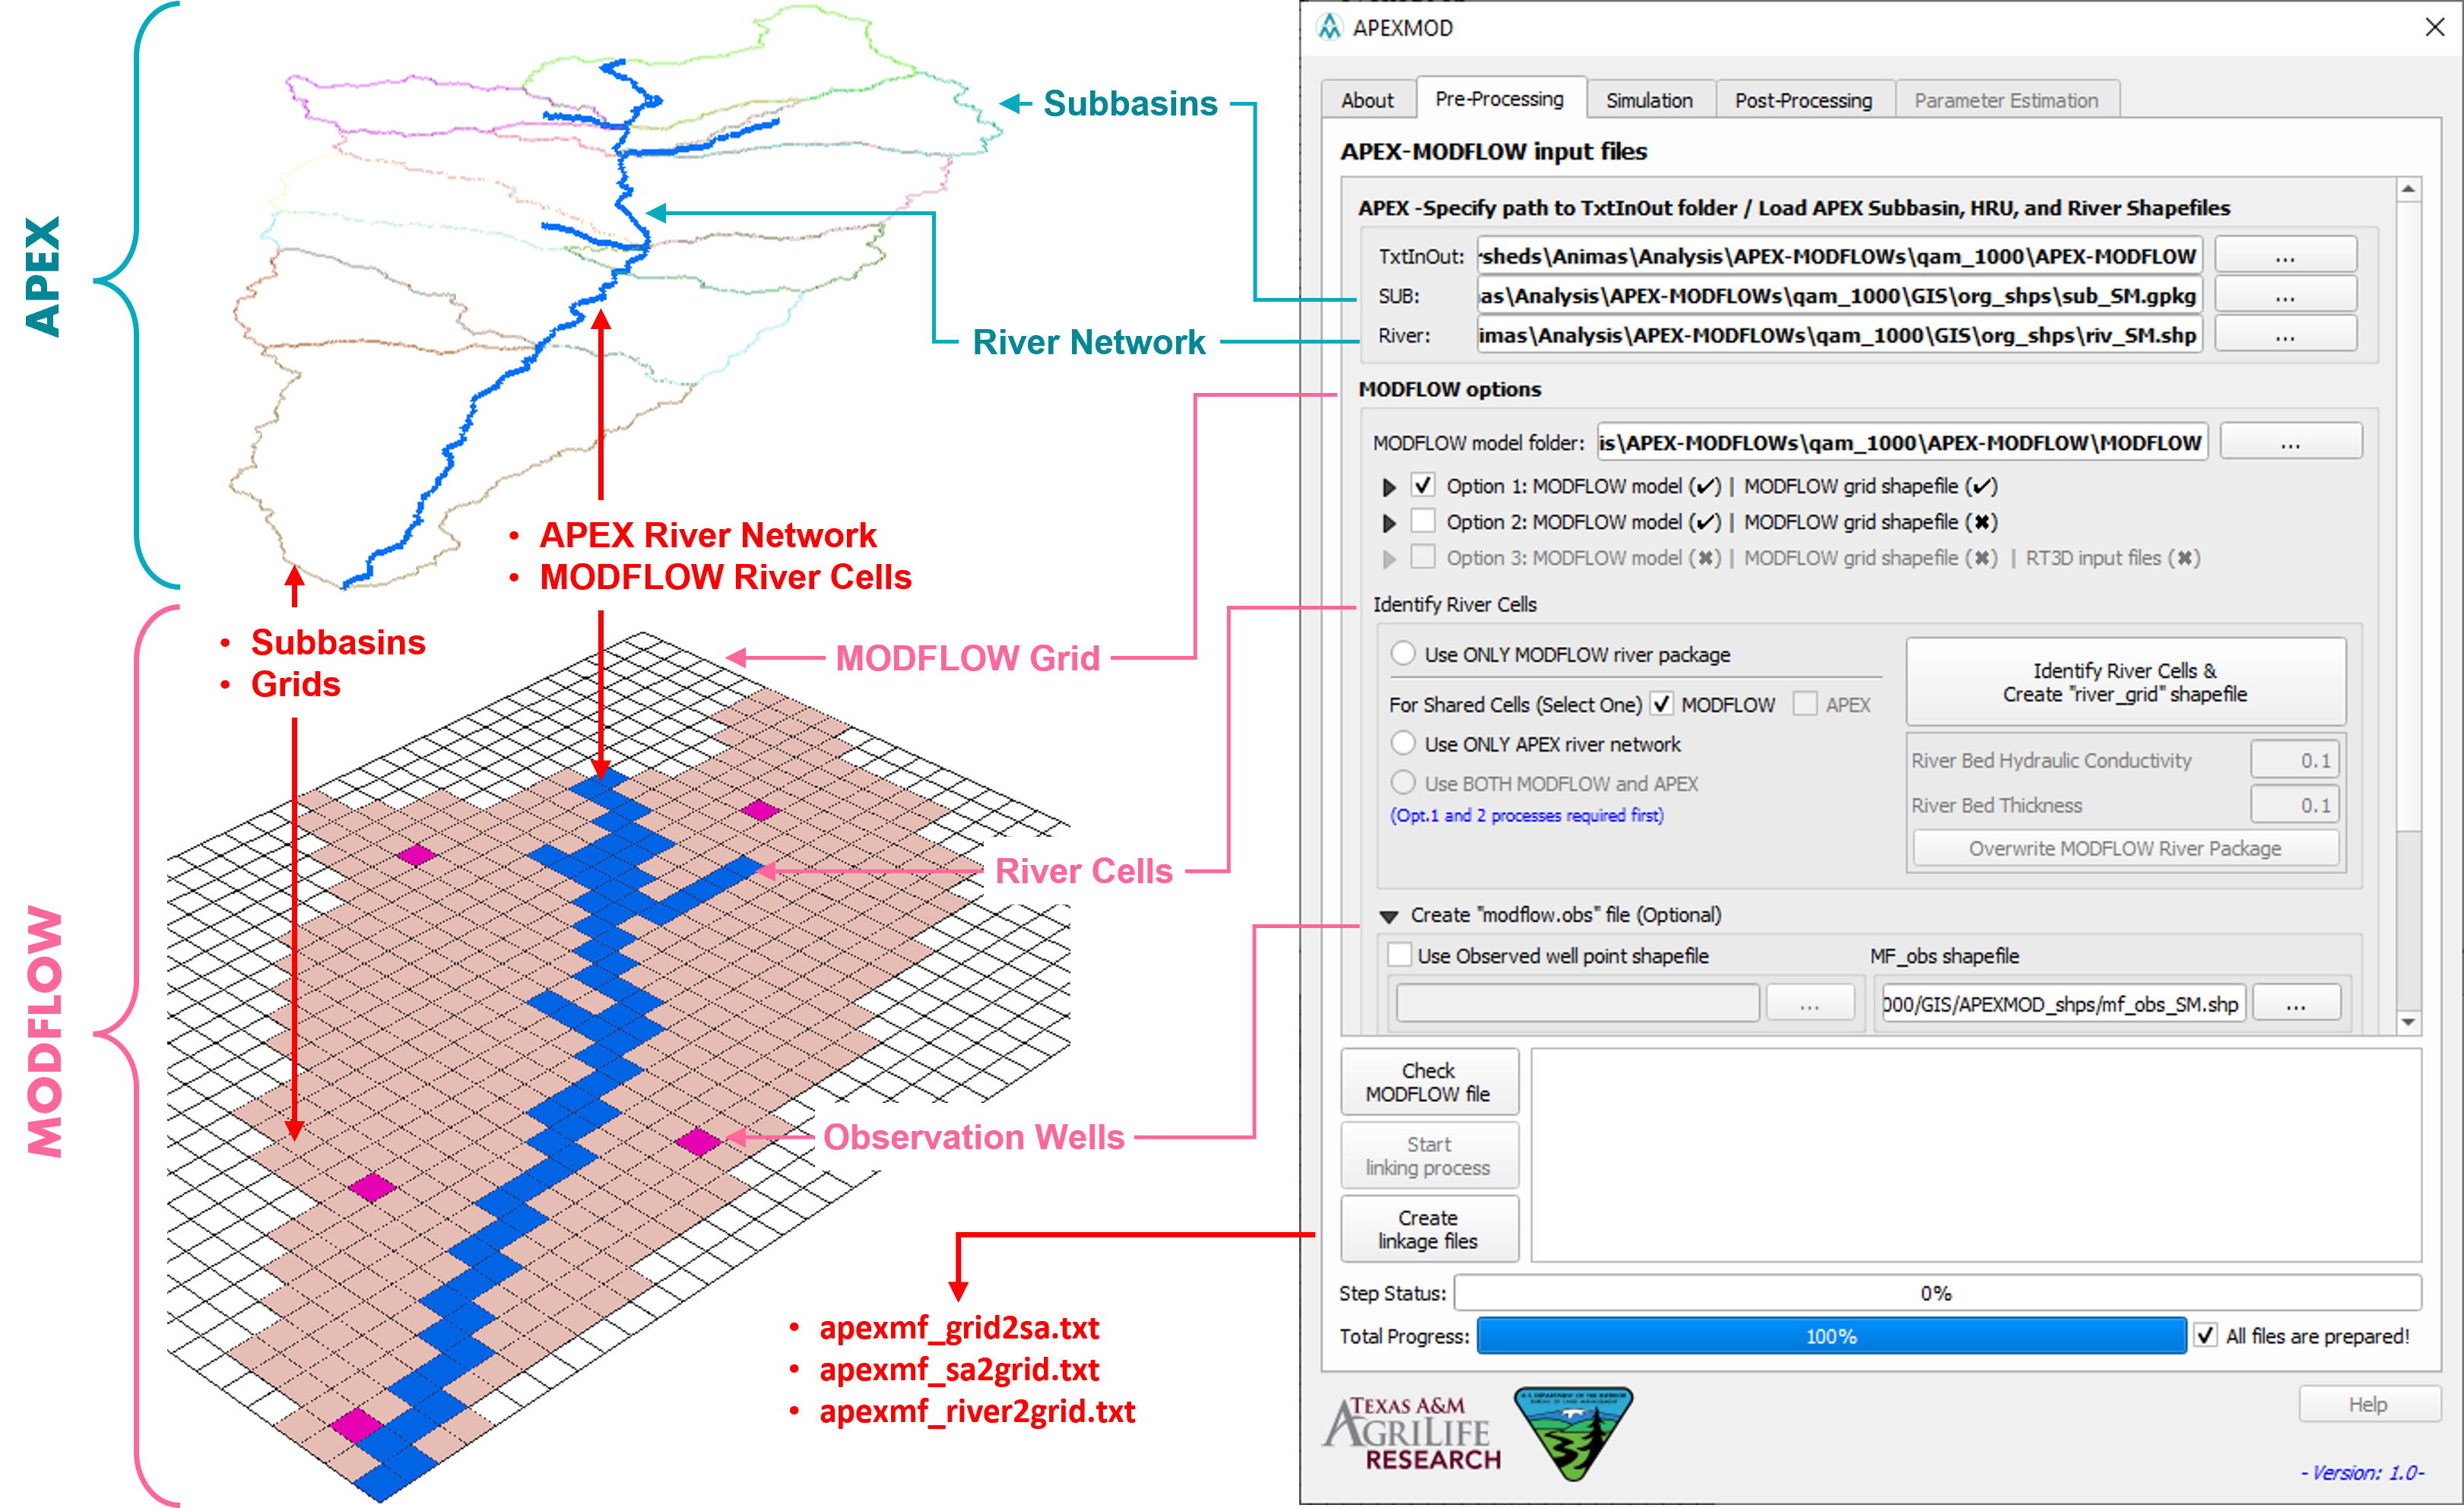 APEX
Subbasins
River Network
• APEX River Network
• MODFLOW River Cells
• Subbasins
• Grids
MODFLOW
MODFLOW Grid
River Cells
Observation Wells
• apexmf_grid2sa.txt
• apexmf_sa2grid.txt
• apexmf_river2grid.txt
APEXMOD
About Pre-Processing Simulation Post-Processing Parameter Estimation
APEX-MODFLOW input files
APEX -Specify path to TxtInOut folder / Load APEX Subbasin, HRU, and River Shapefiles
TxtInOut: rsheds\Animas\Analysis\APEX-MODFLOWs\qam_1000\APEX-MODFLOW ...
SUB: as\Analysis\APEX-MODFLOWs\qam_1000\GIS\org_shps\sub_SM.gpkg ...
River: imas\Analysis\APEX-MODFLOWs\qam_1000\GIS\org_shps\riv_SM.shp ...
MODFLOW options
MODFLOW model folder: is\APEX-MODFLOWs\qam_1000\APEX-MODFLOW\MODFLOW ...
Option 1: MODFLOW model (✔) | MODFLOW grid shapefile (✔)
Option 2: MODFLOW model (✔) | MODFLOW grid shapefile (✖)
Option 3: MODFLOW model (✖) | MODFLOW grid shapefile (✖) | RT3D input files (✖)
Identify River Cells
Use ONLY MODFLOW river package
For Shared Cells (Select One) MODFLOW APEX
Use ONLY APEX river network
Use BOTH MODFLOW and APEX
(Opt.1 and 2 processes required first)
Identify River Cells &
Create "river_grid" shapefile
River Bed Hydraulic Conductivity 0.1
River Bed Thickness 0.1
Overwrite MODFLOW River Package
Create "modflow.obs" file (Optional)
Use Observed well point shapefile MF_obs shapefile
... 000/GIS/APEXMOD_shps/mf_obs_SM.shp ...
Check
MODFLOW file
Start
linking process
Create
linkage files
Step Status: 0%
Total Progress: 100% All files are prepared!
TEXAS A&M
AGRILIFE
RESEARCH
U.S. DEPARTMENT OF THE INTERIOR
BUREAU OF LAND MANAGEMENT
Help
- Version: 1.0-